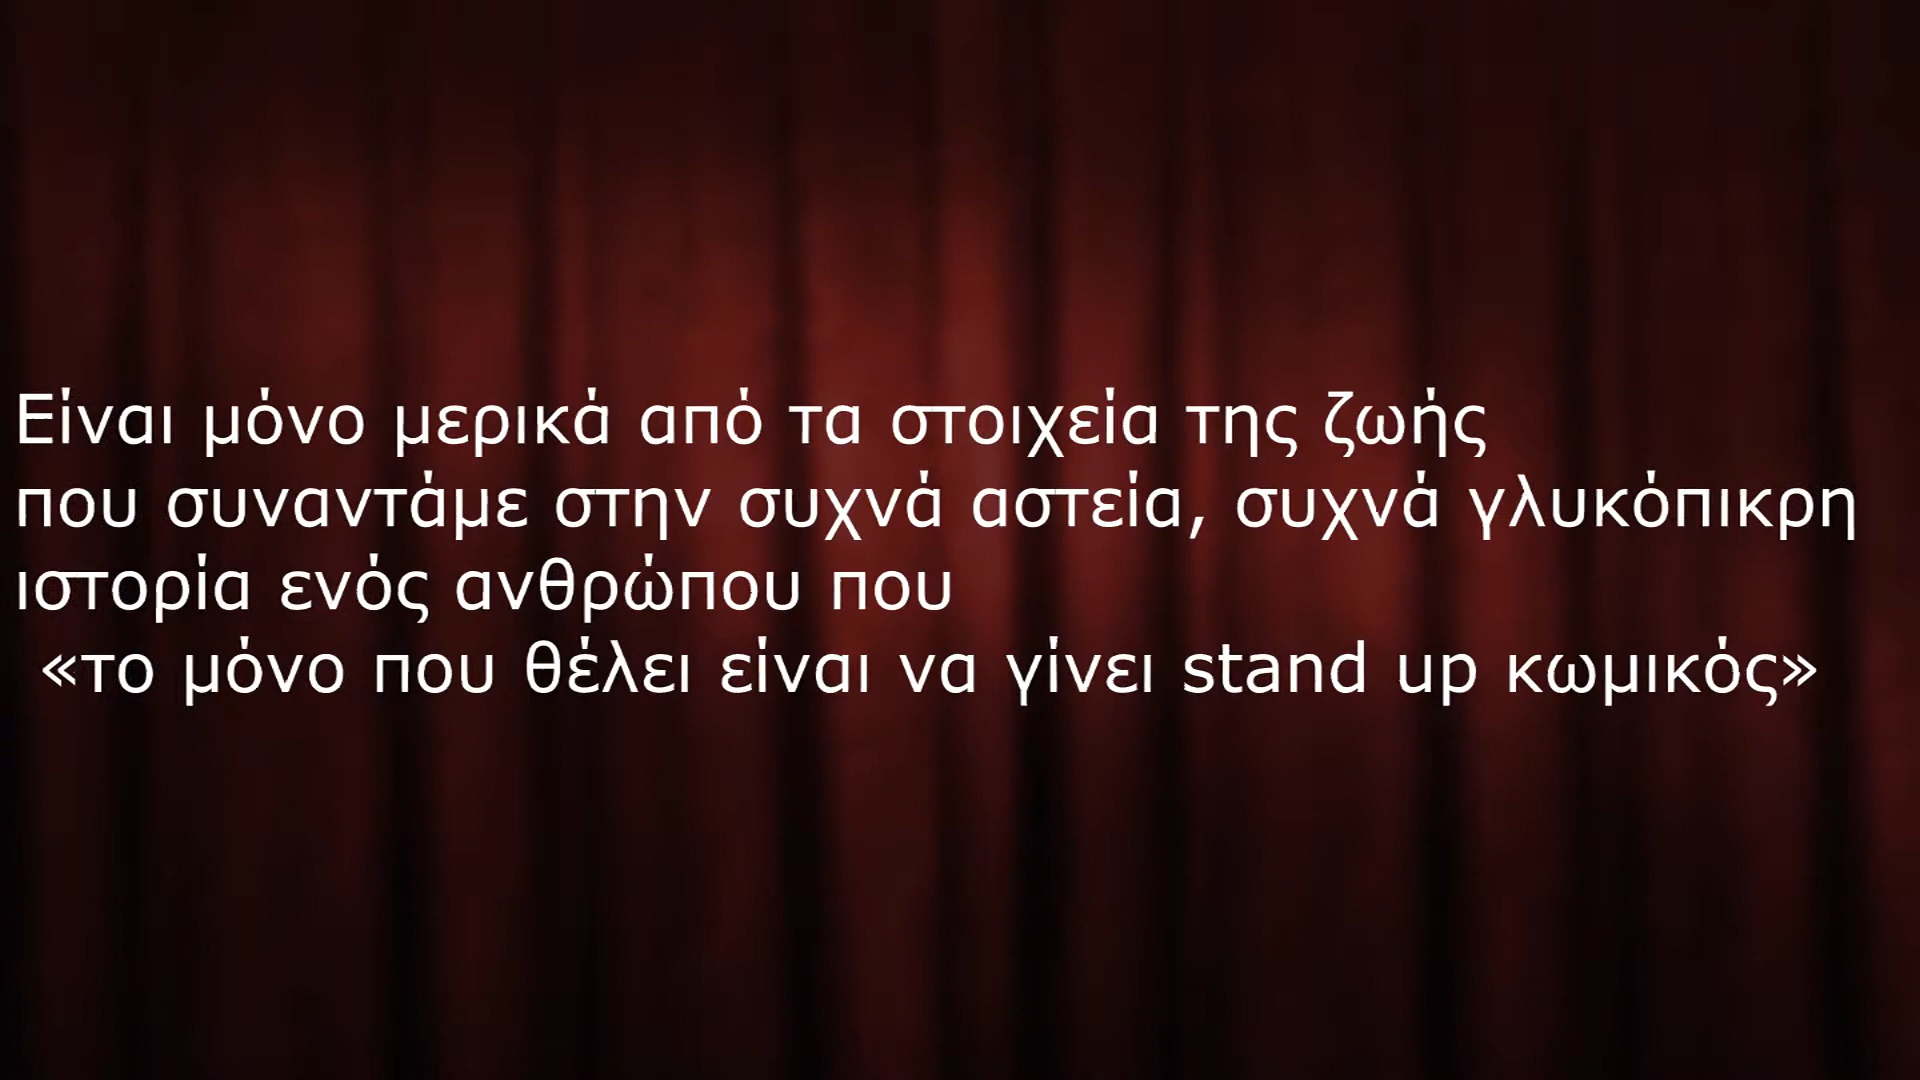 Είναι μόνο μερικά από τα στοιχεία της ζωής
που συναντάμε στην συχνά αστεία, συχνά γλυκόπικρη
ιστορία ενός ανθρώπου που
«το μόνο που θέλει είναι να γίνει stand up κωμικός»